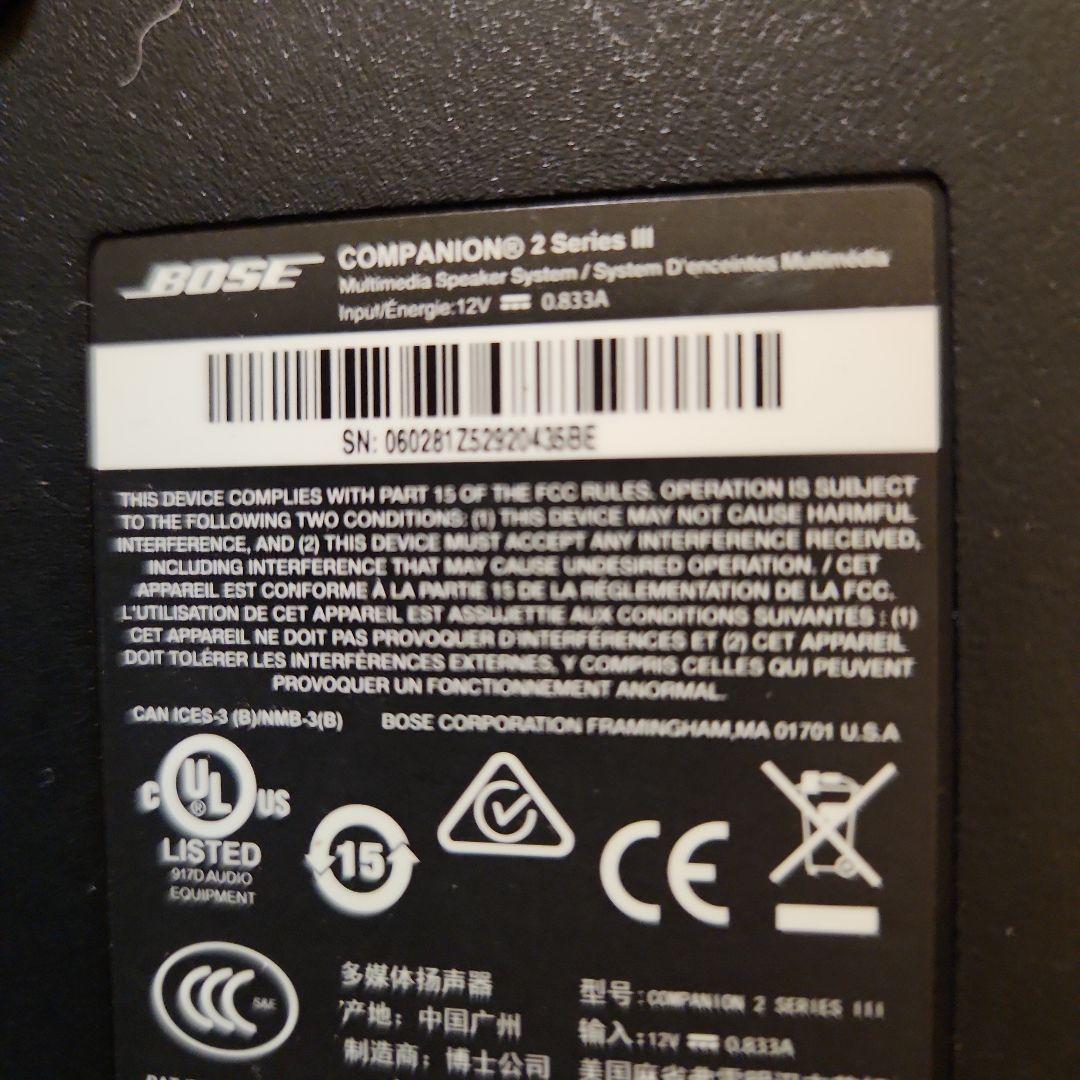 BOSE
COMPANION® 2 Series III
Multimedia Speaker System / System D'enceintes Multimédia
Input/Énergie:12V 0.833A
SN: 060281Z52920435BE
THIS DEVICE COMPLIES WITH PART 15 OF THE FCC RULES. OPERATION IS SUBJECT
TO THE FOLLOWING TWO CONDITIONS: (1) THIS DEVICE MAY NOT CAUSE HARMFUL
INTERFERENCE, AND (2) THIS DEVICE MUST ACCEPT ANY INTERFERENCE RECEIVED,
INCLUDING INTERFERENCE THAT MAY CAUSE UNDESIRED OPERATION. / CET
APPAREIL EST CONFORME À LA PARTIE 15 DE LA RÉGLEMENTATION DE LA FCC.
L'UTILISATION DE CET APPAREIL EST ASSUJETTIE AUX CONDITIONS SUIVANTES : (1)
CET APPAREIL NE DOIT PAS PROVOQUER D'INTERFÉRENCES ET (2) CET APPAREIL
DOIT TOLÉRER LES INTERFÉRENCES EXTERNES, Y COMPRIS CELLES QUI PEUVENT
PROVOQUER UN FONCTIONNEMENT ANORMAL.
CAN ICES-3 (B)/NMB-3(B) BOSE CORPORATION FRAMINGHAM,MA 01701 U.S.A
C UL ® US
LISTED
917D AUDIO
EQUIPMENT
15
CE
CCC S&E
多媒体扬声器
产地：中国广州
制造商：博士公司
型号：COMPANION 2 SERIES III
输入：12V 0.833A